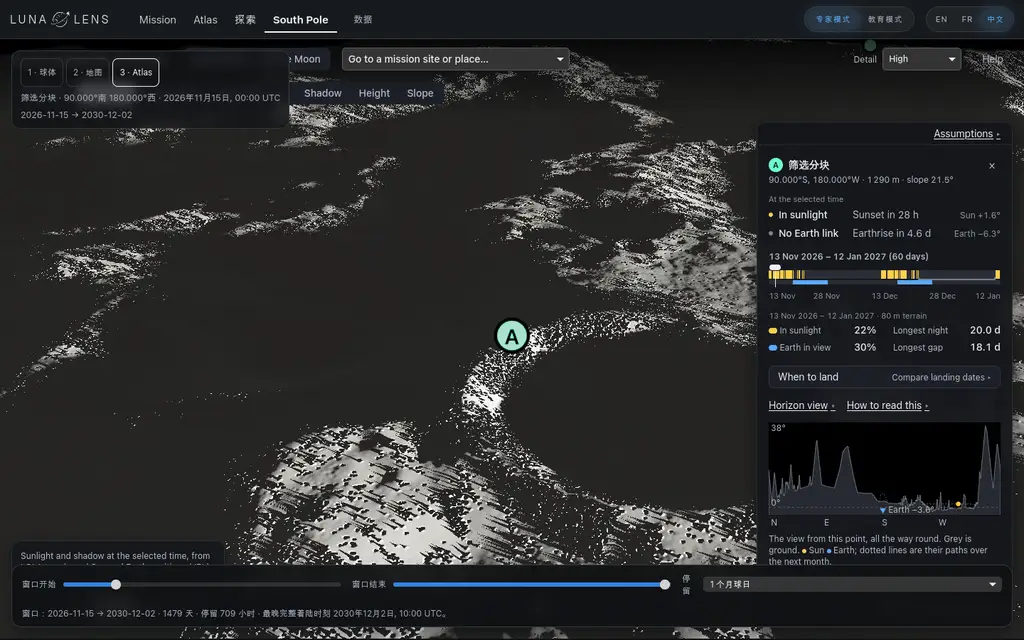 LUNA LENS
Mission Atlas 探索 South Pole 数据
专家模式 教育模式
EN FR 中文
1 · 球体 2 · 地图 3 · Atlas
e Moon
Go to a mission site or place...
Detail High
Help
筛选分块 · 90.000°南 180.000°西 · 2026年11月15日, 00:00 UTC
2026-11-15 → 2030-12-02
Shadow Height Slope
Assumptions
A 筛选分块 ×
90.000°S, 180.000°W · 1 290 m · slope 21.5°
At the selected time
In sunlight Sunset in 28 h Sun +1.6°
No Earth link Earthrise in 4.6 d Earth −6.3°
13 Nov 2026 – 12 Jan 2027 (60 days)
13 Nov 28 Nov 13 Dec 28 Dec 12 Jan
13 Nov 2026 – 12 Jan 2027 · 80 m terrain
In sunlight 22% Longest night 20.0 d
Earth in view 30% Longest gap 18.1 d
When to land Compare landing dates
Horizon view How to read this
38°
0°
Earth −3.6°
N E S W
The view from this point, all the way round. Grey is
ground. Sun Earth; dotted lines are their paths over
the next month.
A
Sunlight and shadow at the selected time, from
窗口开始 窗口结束 停留 1 个月球日
窗口 : 2026-11-15 → 2030-12-02 · 1479 天 · 停留 709 小时 · 最晚完整着陆时刻 2030年12月2日, 10:00 UTC。